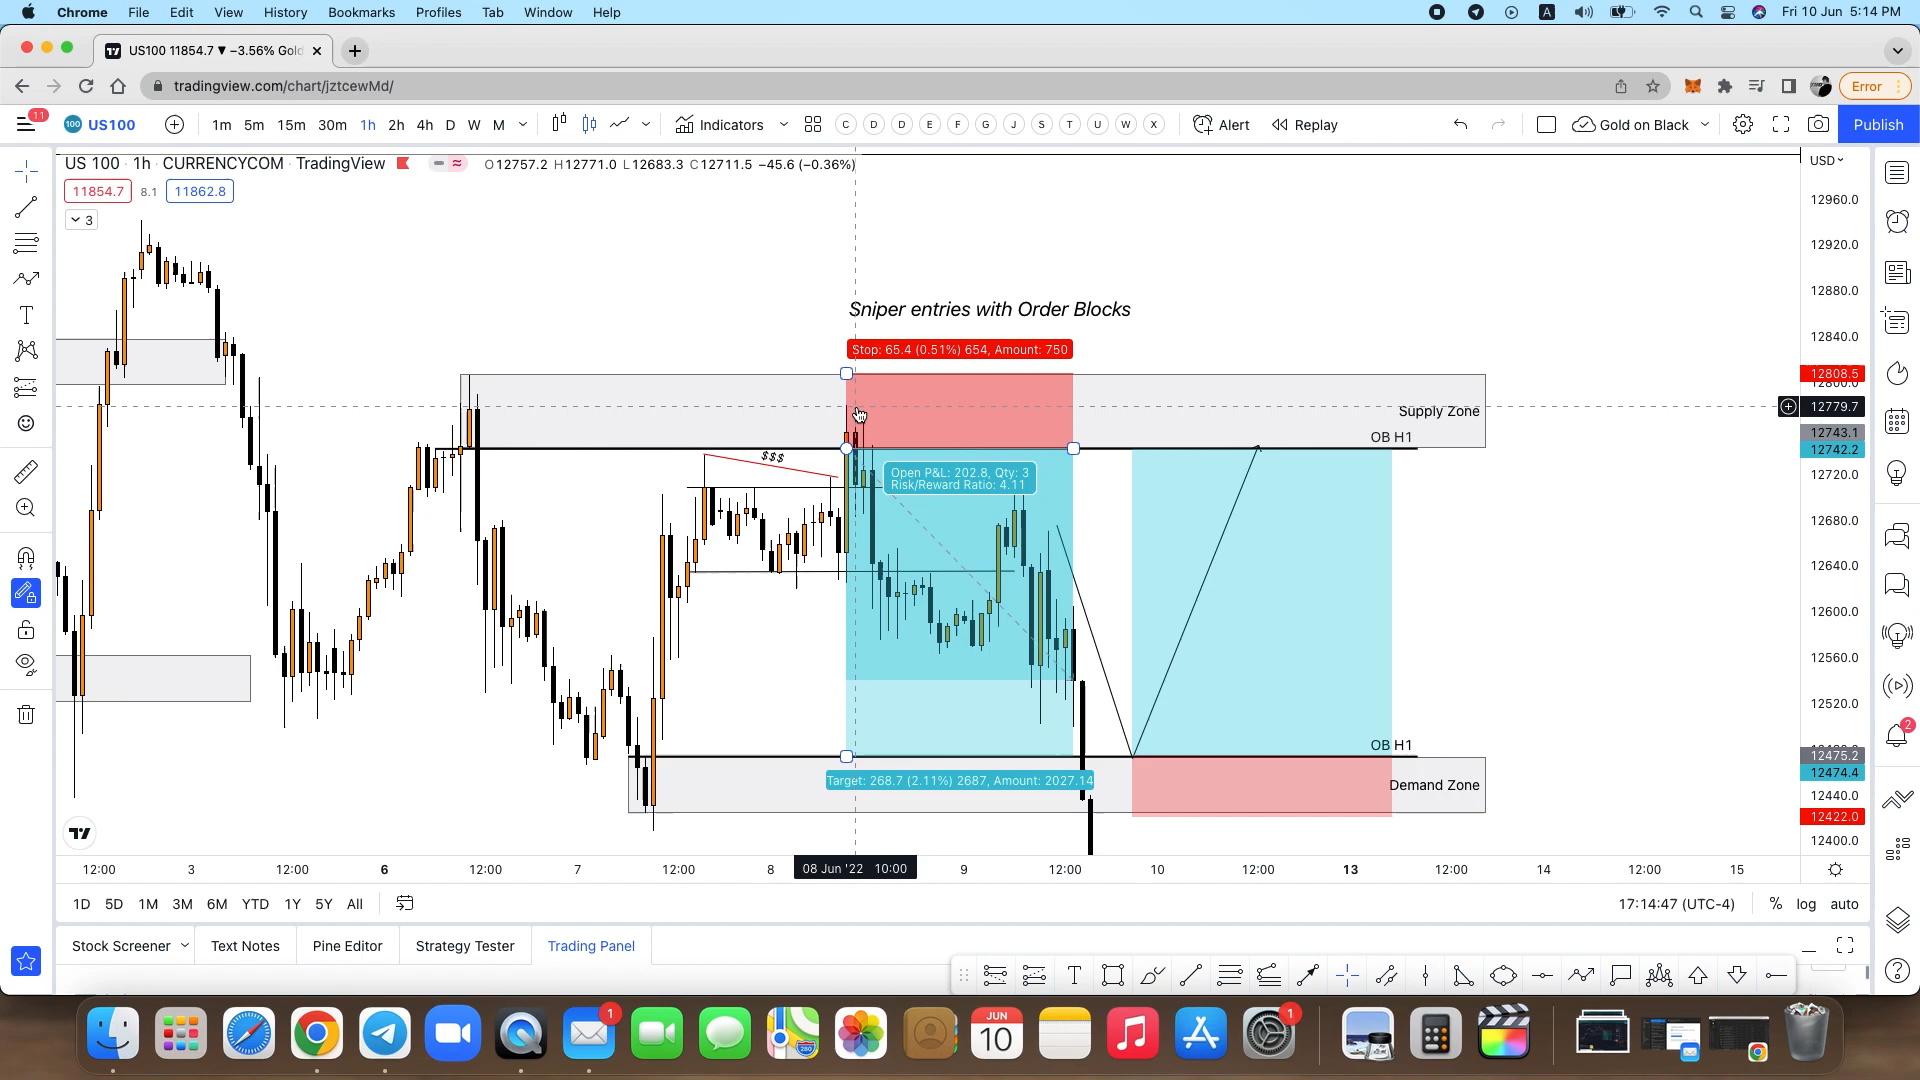 Chrome File Edit View History Bookmarks Profiles Tab Window Help A Fri 10 Jun 5:14 PM
US100 11854.7 ▼ −3.56% Gold
tradingview.com/chart/jztcewMd/ Error
11 100 US100 1m 5m 15m 30m 1h 2h 4h D W M Indicators C D D E F G J S T U W X Alert Replay Gold on Black Publish
US 100 · 1h · CURRENCYCOM · TradingView O12757.2 H12771.0 L12683.3 C12711.5 −45.6 (−0.36%) USD
11854.7 8.1 11862.8
3
12960.0
12920.0
12880.0
Sniper entries with Order Blocks
12840.0
Stop: 65.4 (0.51%) 654, Amount: 750
12808.5
12800.0
12779.7
Supply Zone
OB H1
12743.1
12742.2
$$$
Open P&L: 202.8, Qty: 3
Risk/Reward Ratio: 4.11
12720.0
12680.0
12640.0
12600.0
12560.0
12520.0
OB H1
12475.2
12474.4
Target: 268.7 (2.11%) 2687, Amount: 2027.14
Demand Zone
12440.0
12422.0
12400.0
12:00 3 12:00 6 12:00 7 12:00 8 08 Jun '22 10:00 9 12:00 10 12:00 13 12:00 14 12:00 15
1D 5D 1M 3M 6M YTD 1Y 5Y All 17:14:47 (UTC-4) % log auto
Stock Screener Text Notes Pine Editor Strategy Tester Trading Panel
2
T
1
JUN
10
1
280